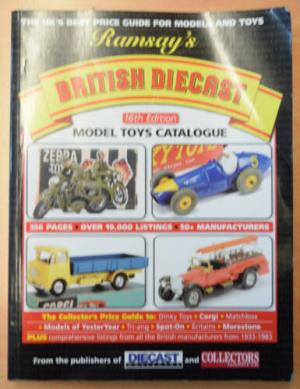 THE UK'S BEST PRICE GUIDE FOR MODELS AND TOYS
Ramsay's
BRITISH DIECAST
16th Edition
MODEL TOYS CATALOGUE
ZEBRA
TOY
356 PAGES • OVER 19,000 LISTINGS • 50+ MANUFACTURERS
CORGI
The Collector's Price Guide to: Dinky Toys • Corgi • Matchbox
• Models of YesterYear • Tri-ang • Spot-On • Britains • Morestone
PLUS comprehensive listings from all the British manufacturers from 1933-1983
From the publishers of DIECAST and COLLECTORS
GAZETTE